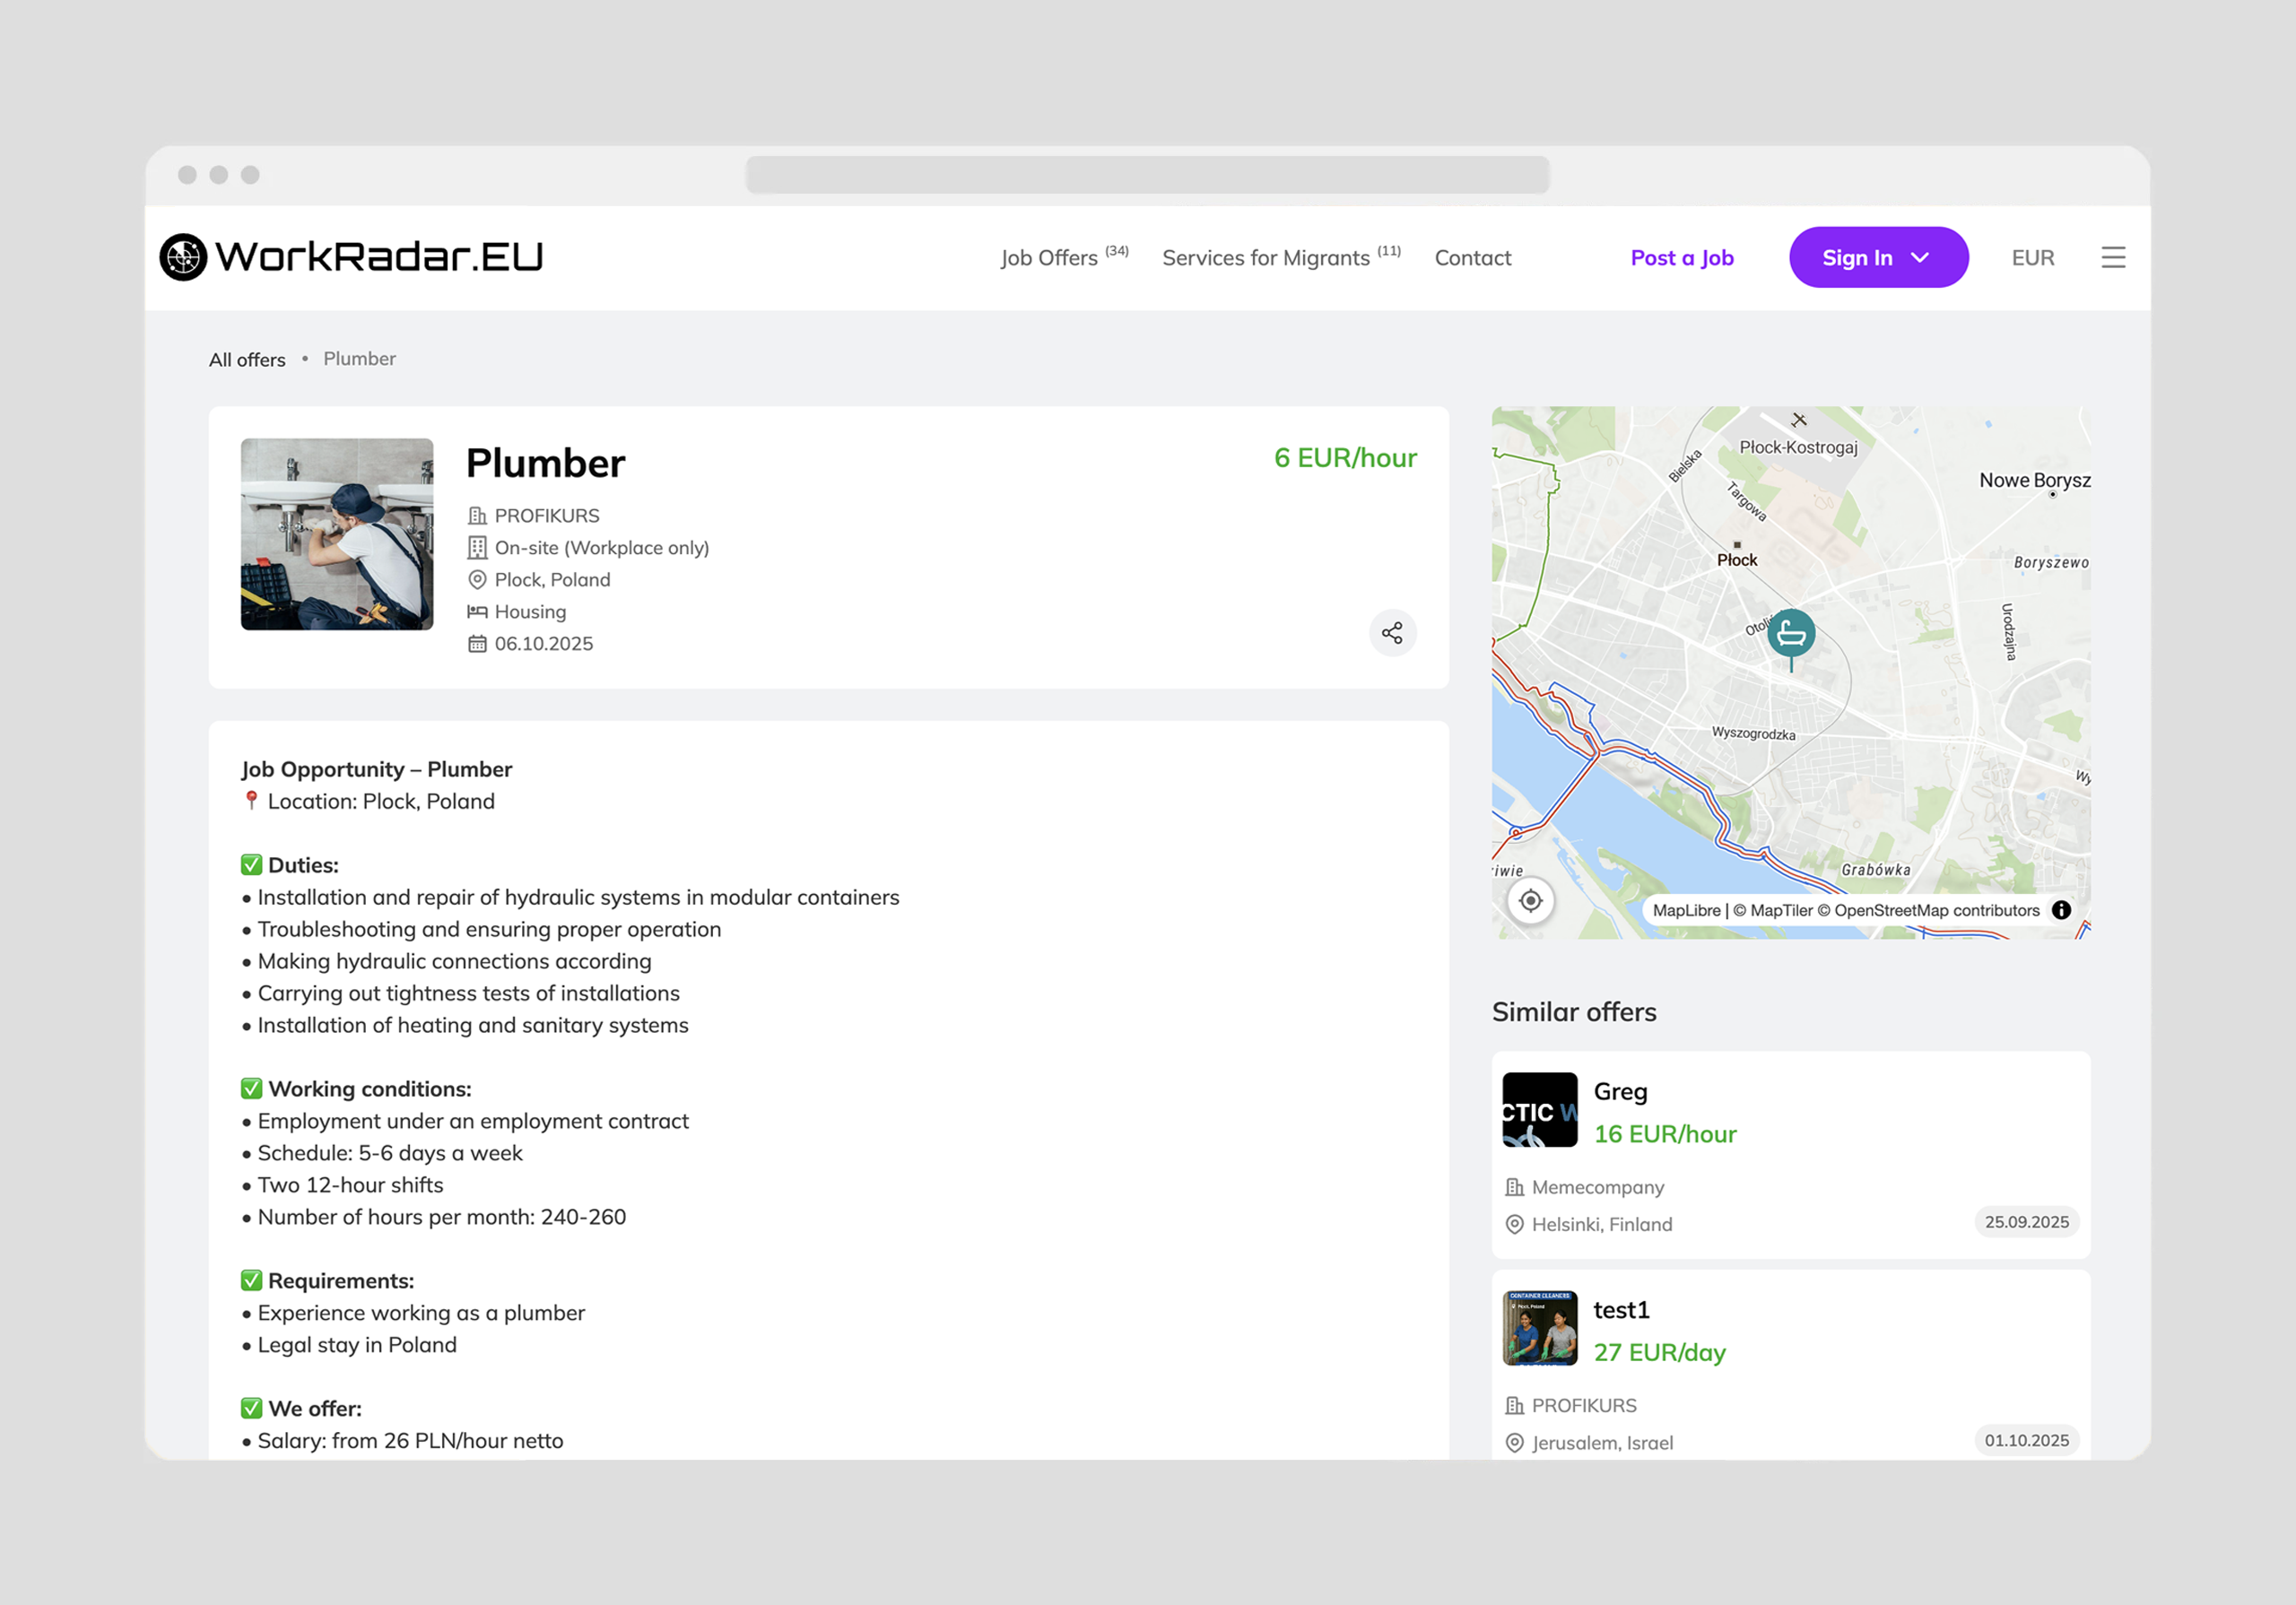 WorkRadar.EU
Job Offers (34)
Services for Migrants (11)
Contact
Post a Job
Sign In
EUR
All offers • Plumber
Plumber
6 EUR/hour
PROFIKURS
On-site (Workplace only)
Plock, Poland
Housing
06.10.2025
Job Opportunity – Plumber
📍 Location: Plock, Poland
✅ Duties:
• Installation and repair of hydraulic systems in modular containers
• Troubleshooting and ensuring proper operation
• Making hydraulic connections according
• Carrying out tightness tests of installations
• Installation of heating and sanitary systems
✅ Working conditions:
• Employment under an employment contract
• Schedule: 5-6 days a week
• Two 12-hour shifts
• Number of hours per month: 240-260
✅ Requirements:
• Experience working as a plumber
• Legal stay in Poland
✅ We offer:
• Salary: from 26 PLN/hour netto
Płock-Kostrogaj
Bielska
Targowa
Nowe Borysz
Płock
Boryszewo
Otoli
Urodzajna
Wyszogrodzka
Wy
Grabówka
iwie
MapLibre | © MapTiler © OpenStreetMap contributors
Similar offers
CTIC W
Greg
16 EUR/hour
Memecompany
Helsinki, Finland
25.09.2025
CONTAINER CLEANERS
Plock, Poland
test1
27 EUR/day
PROFIKURS
Jerusalem, Israel
01.10.2025